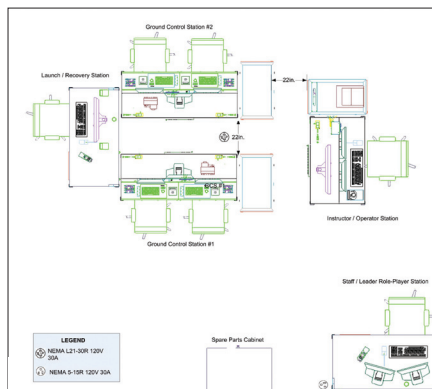 Ground Control Station #2
Launch / Recovery Station
22in.
22in.
Ground Control Station #1
Instructor / Operator Station
Staff / Leader Role-Player Station
LEGEND
NEMA L21-30R 120V
30A
NEMA 5-15R 120V 30A
Spare Parts Cabinet